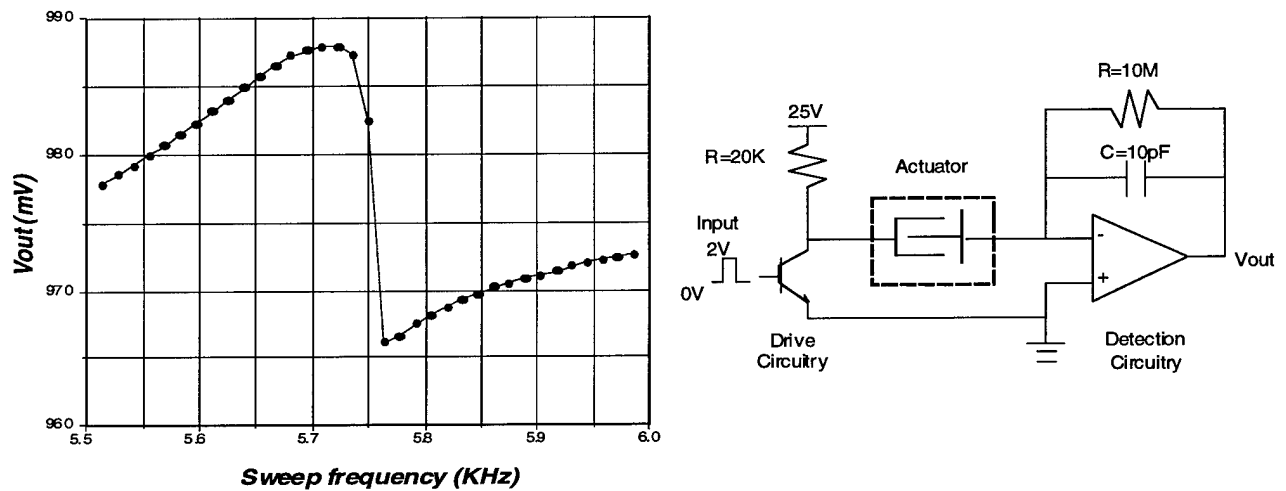 990
980
970
960
Vout (mV)
5.5
5.6
5.7
5.8
5.9
6.0
Sweep frequency (KHz)
R=10M
25V
C=10pF
R=20K
Actuator
Input
2V
0V
-
+
Vout
Drive
Circuitry
Detection
Circuitry